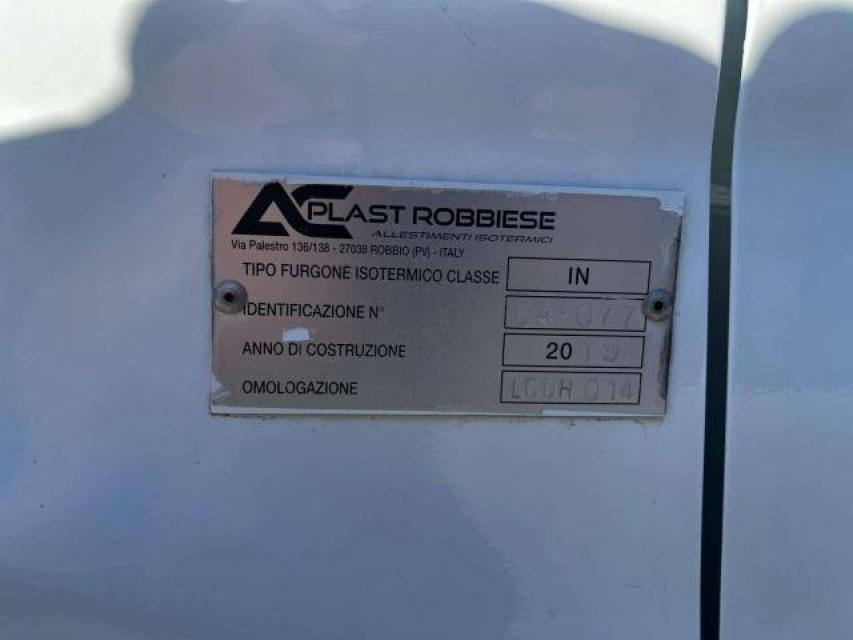 AC PLAST ROBBIESE
ALLESTIMENTI ISOTERMICI
Via Palestro 136/138 - 27038 ROBBIO (PV) - ITALY
TIPO FURGONE ISOTERMICO CLASSE IN
IDENTIFICAZIONE N°
ANNO DI COSTRUZIONE 2019
OMOLOGAZIONE 014